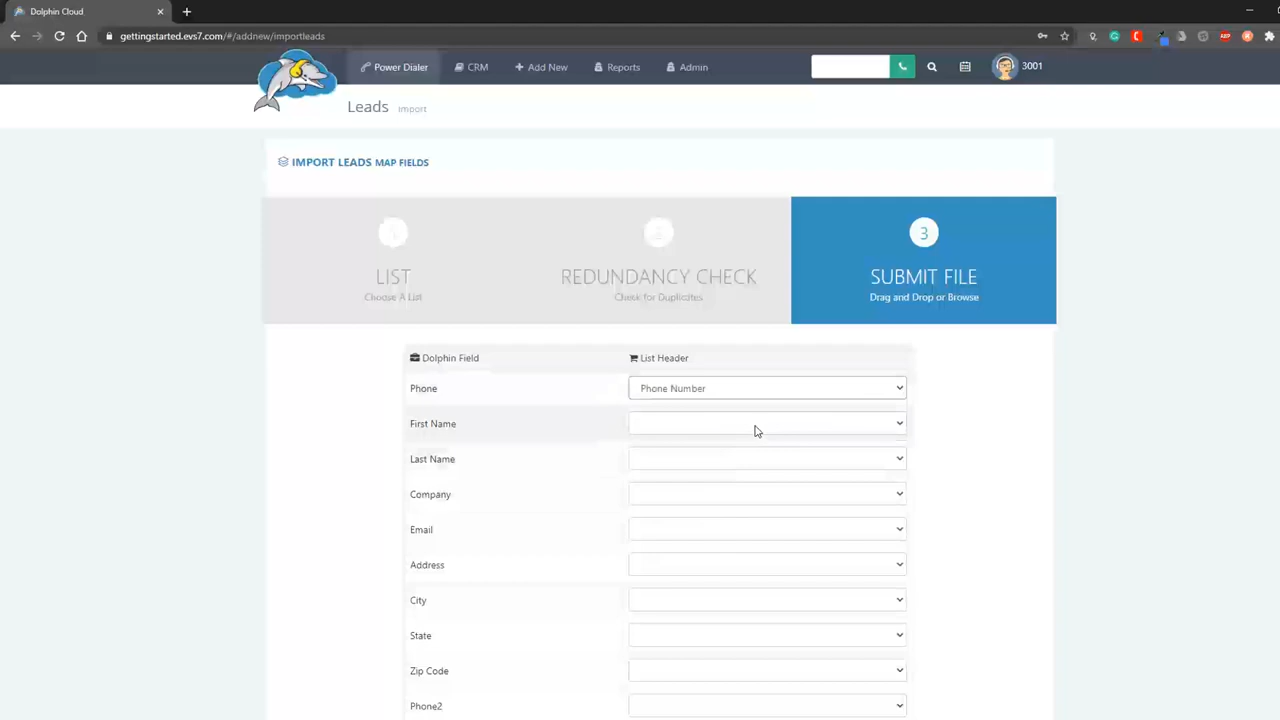 Dolphin Cloud
gettingstarted.evs7.com/#/addnew/importleads
Power Dialer CRM Add New Reports Admin 3001
Leads Import
IMPORT LEADS MAP FIELDS
1 2 3
LIST REDUNDANCY CHECK SUBMIT FILE
Choose A List Check for Duplicates Drag and Drop or Browse
Dolphin Field List Header
Phone Phone Number
First Name
Last Name
Company
Email
Address
City
State
Zip Code
Phone2